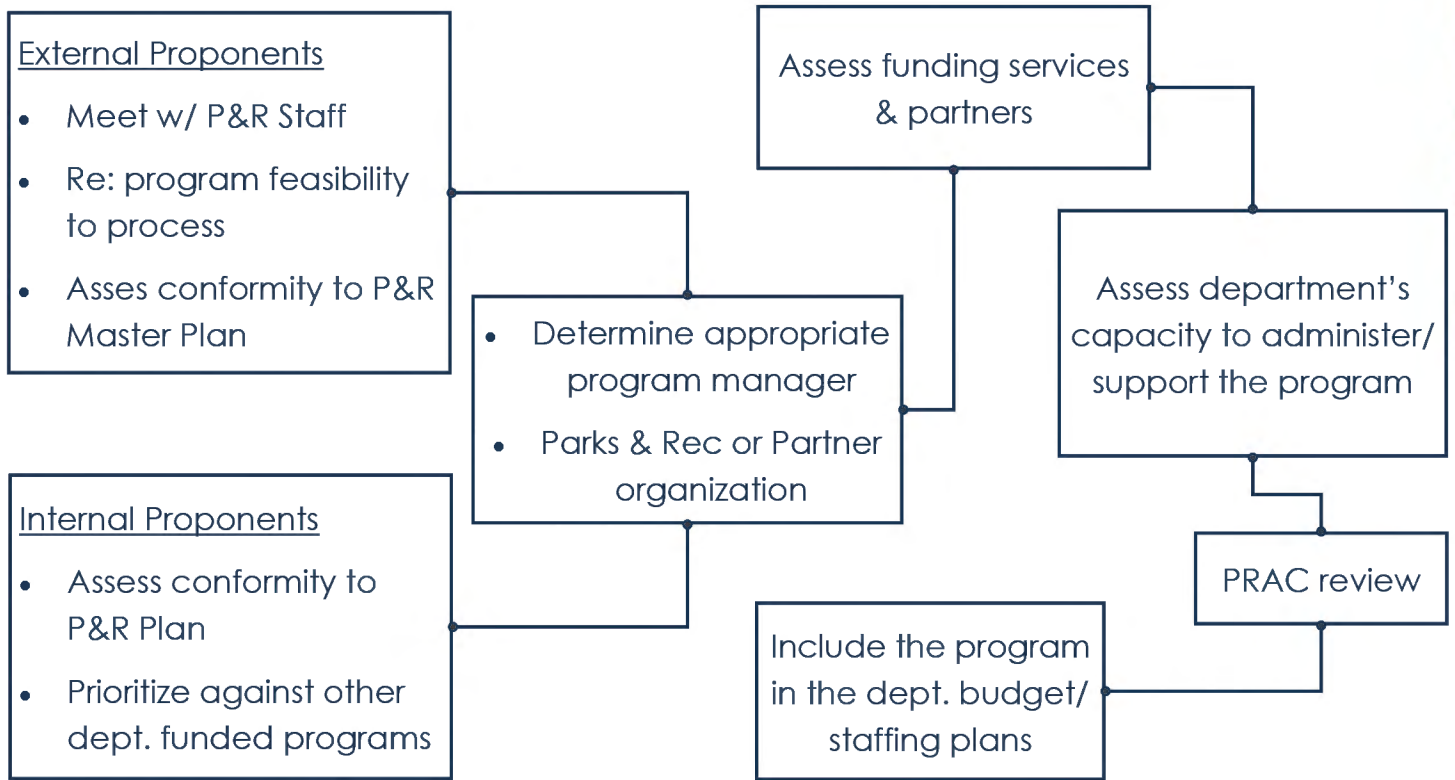 External Proponents
• Meet w/ P&R Staff
• Re: program feasibility
to process
• Asses conformity to P&R
Master Plan
Internal Proponents
• Assess conformity to
P&R Plan
• Prioritize against other
dept. funded programs
• Determine appropriate
program manager
• Parks & Rec or Partner
organization
Assess funding services
& partners
Assess department's
capacity to administer/
support the program
PRAC review
Include the program
in the dept. budget/
staffing plans